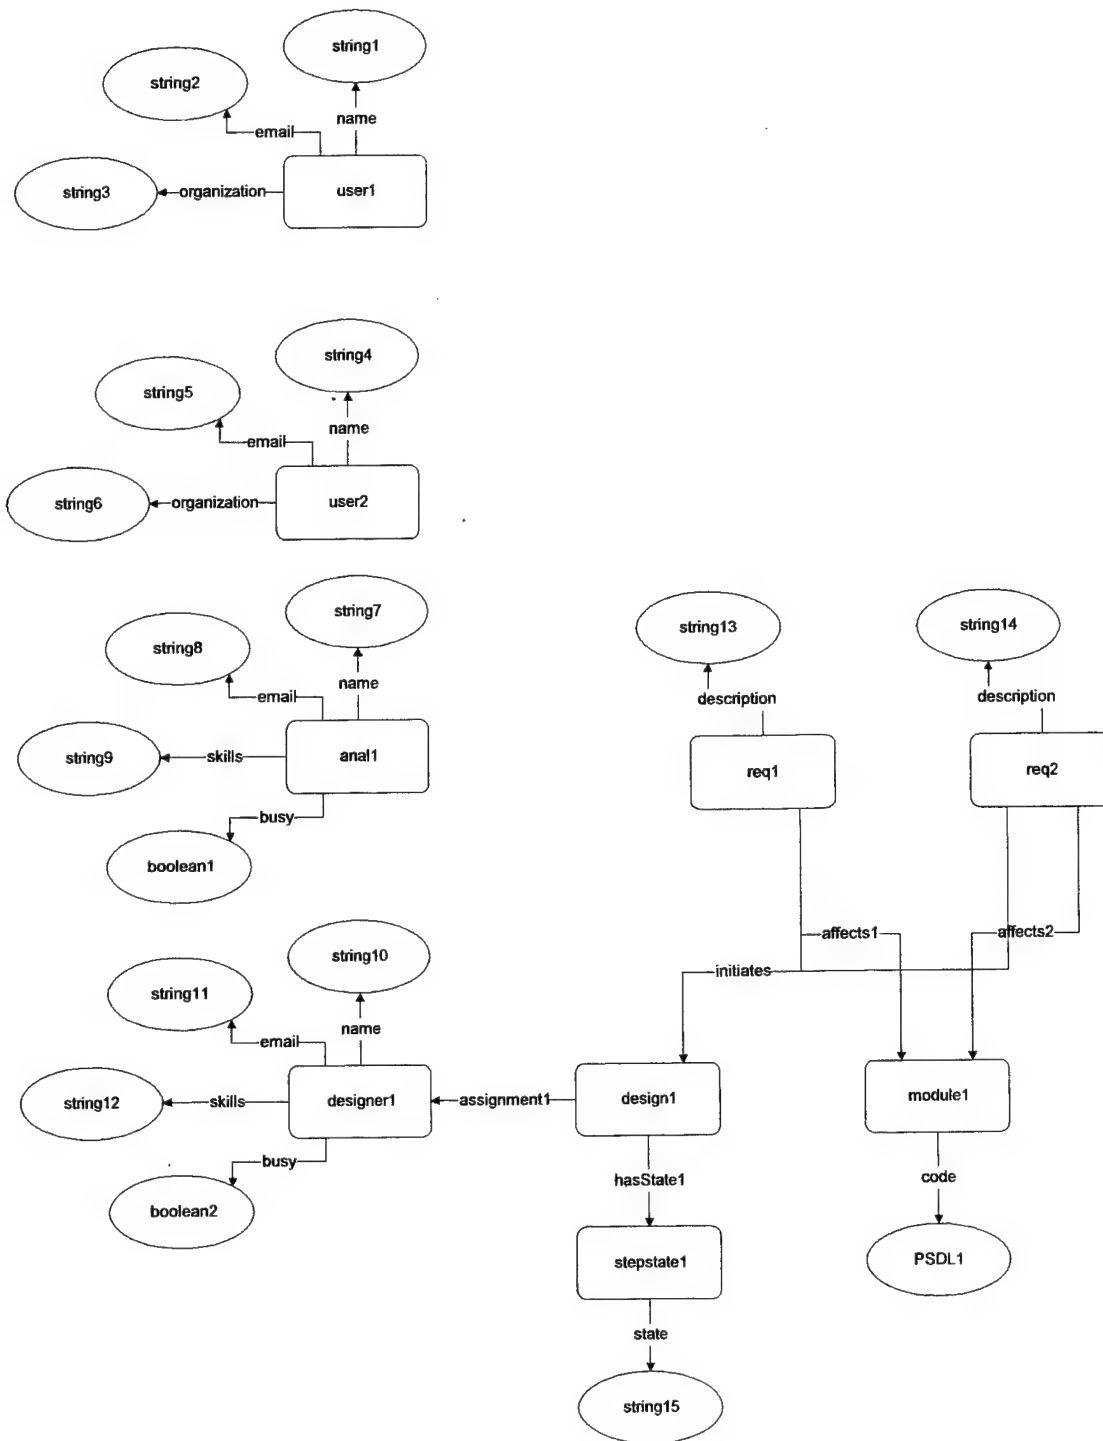 string1
string2
name
email
string3
organization
user1
string4
string5
name
email
string6
organization
user2
string7
string8
name
email
string9
skills
anal1
busy
boolean1
string13
string14
description
description
req1
req2
affects1
affects2
initiates
string10
string11
name
email
string12
skills
designer1
assignment1
design1
module1
busy
boolean2
hasState1
code
stepstate1
PSDL1
state
string15